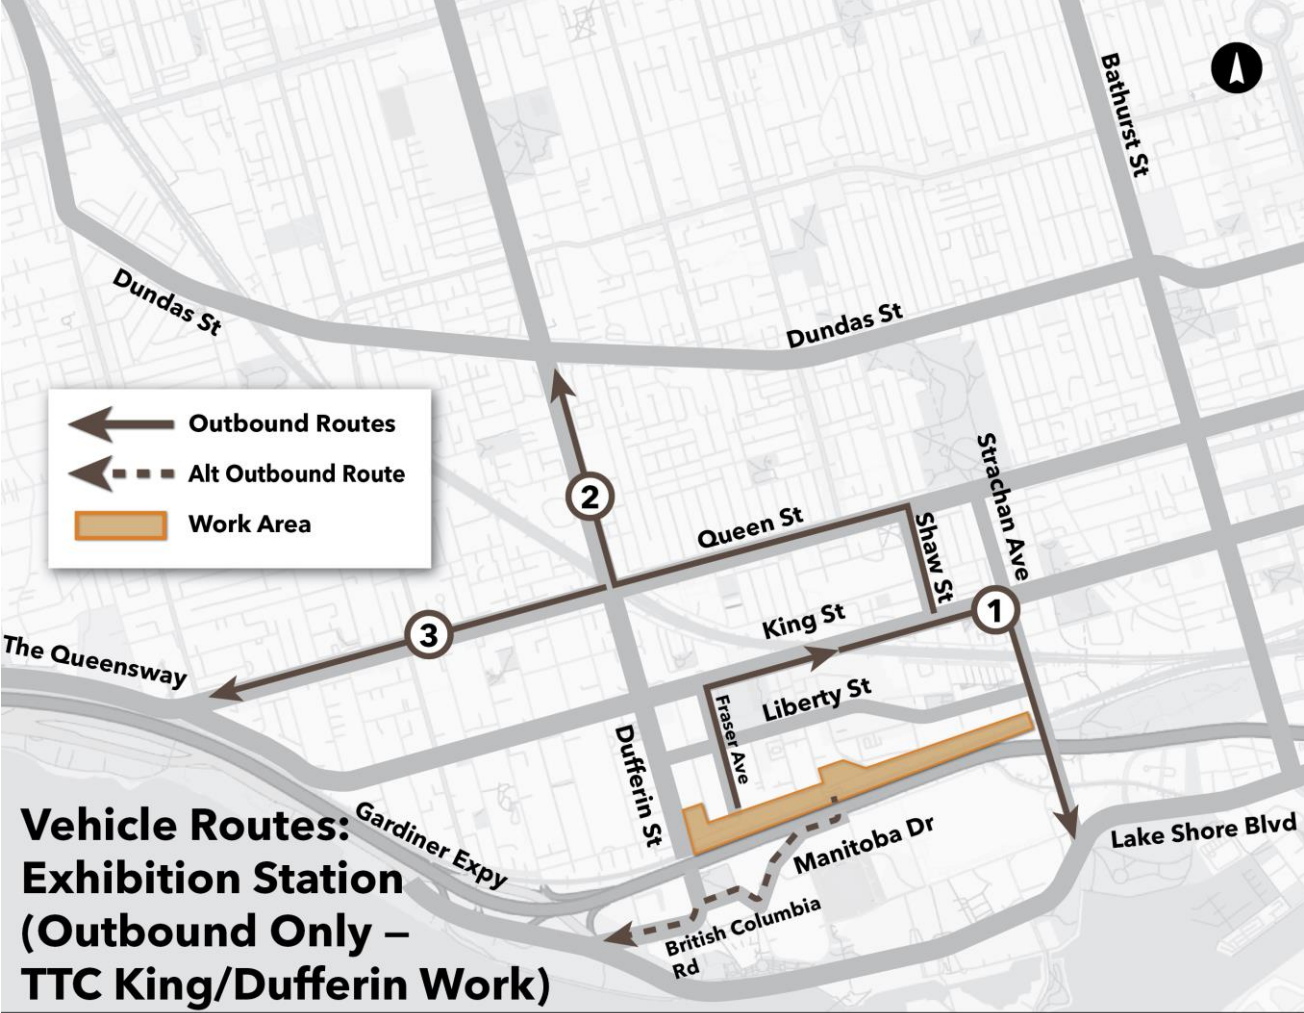 Bathurst St
Dundas St
Dundas St
Outbound Routes
Alt Outbound Route
Work Area
Strachan Ave
2
Queen St
Shaw St
1
King St
3
The Queensway
Liberty St
Fraser Ave
Dufferin St
Gardiner Expy
Manitoba Dr
Lake Shore Blvd
British Columbia
Rd
Vehicle Routes:
Exhibition Station
(Outbound Only –
TTC King/Dufferin Work)